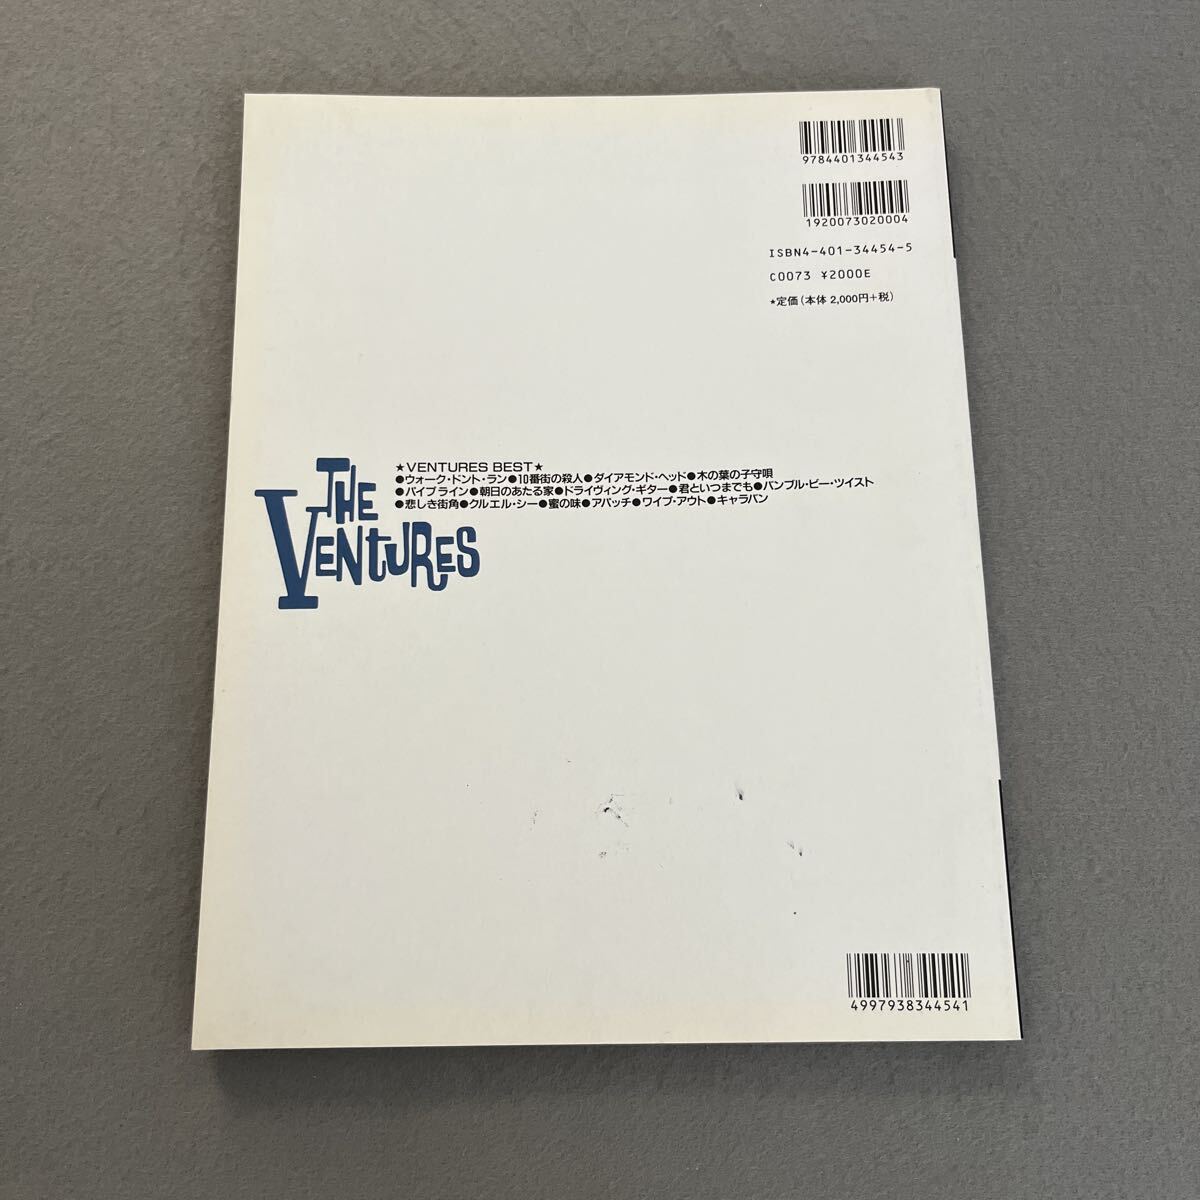 9784401344543
1920073020004
ISBN4-401-34454-5
C0073 ¥2000E
★定価(本体 2,000円+税)
THE
VENTURES
★VENTURES BEST★
●ウォーク・ドント・ラン●10番街の殺人●ダイアモンド・ヘッド●木の葉の子守唄
●パイプライン●朝日のあたる家●ドライヴィング・ギター●君といつまでも●バンブル・ビー・ツイスト
●悲しき街角●クルエル・シー●蜜の味●アパッチ●ワイプ・アウト●キャラバン
4997938344541